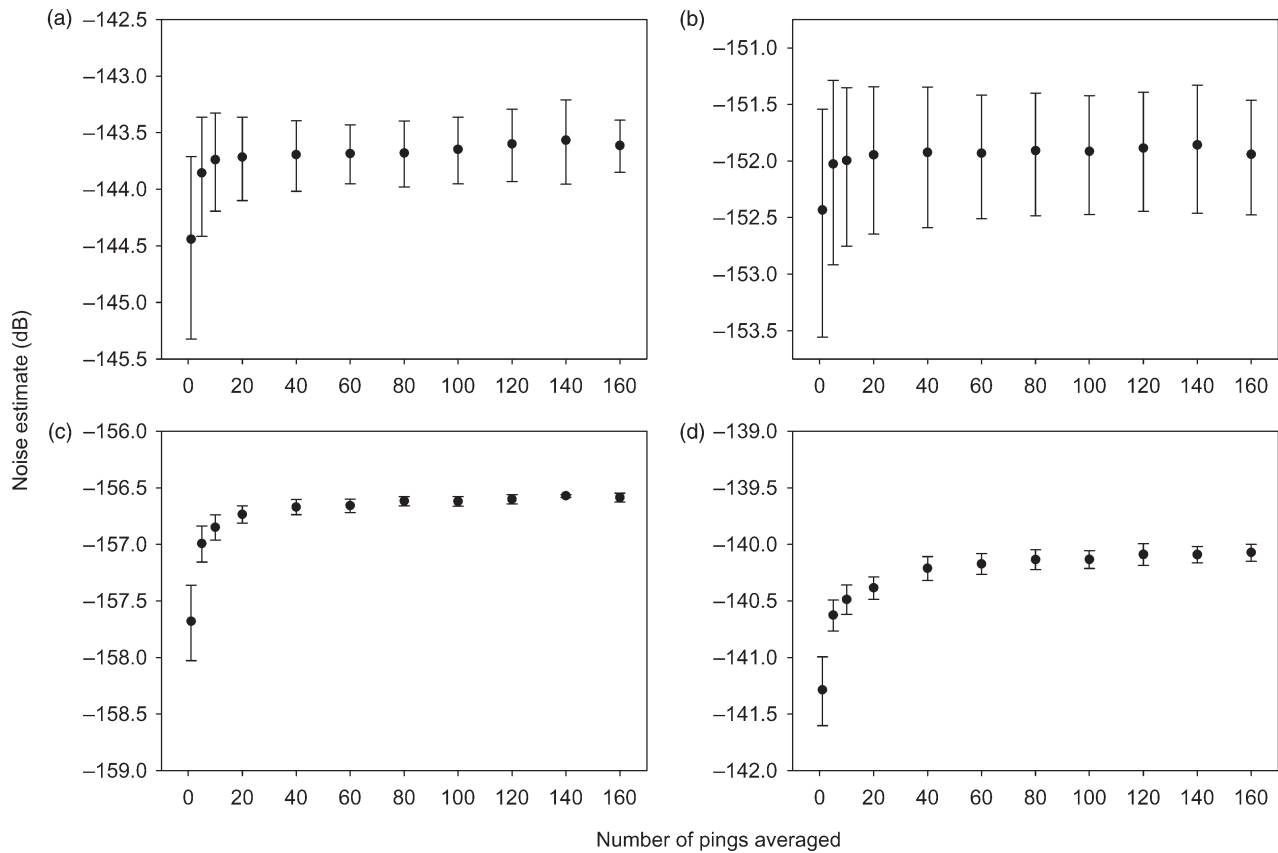 (a)
–142.5
–143.0
–143.5
–144.0
–144.5
–145.0
–145.5
0 20 40 60 80 100 120 140 160
(b)
–151.0
–151.5
–152.0
–152.5
–153.0
–153.5
0 20 40 60 80 100 120 140 160
(c)
–156.0
–156.5
–157.0
–157.5
–158.0
–158.5
–159.0
0 20 40 60 80 100 120 140 160
(d)
–139.0
–139.5
–140.0
–140.5
–141.0
–141.5
–142.0
0 20 40 60 80 100 120 140 160
Noise estimate (dB)
Number of pings averaged